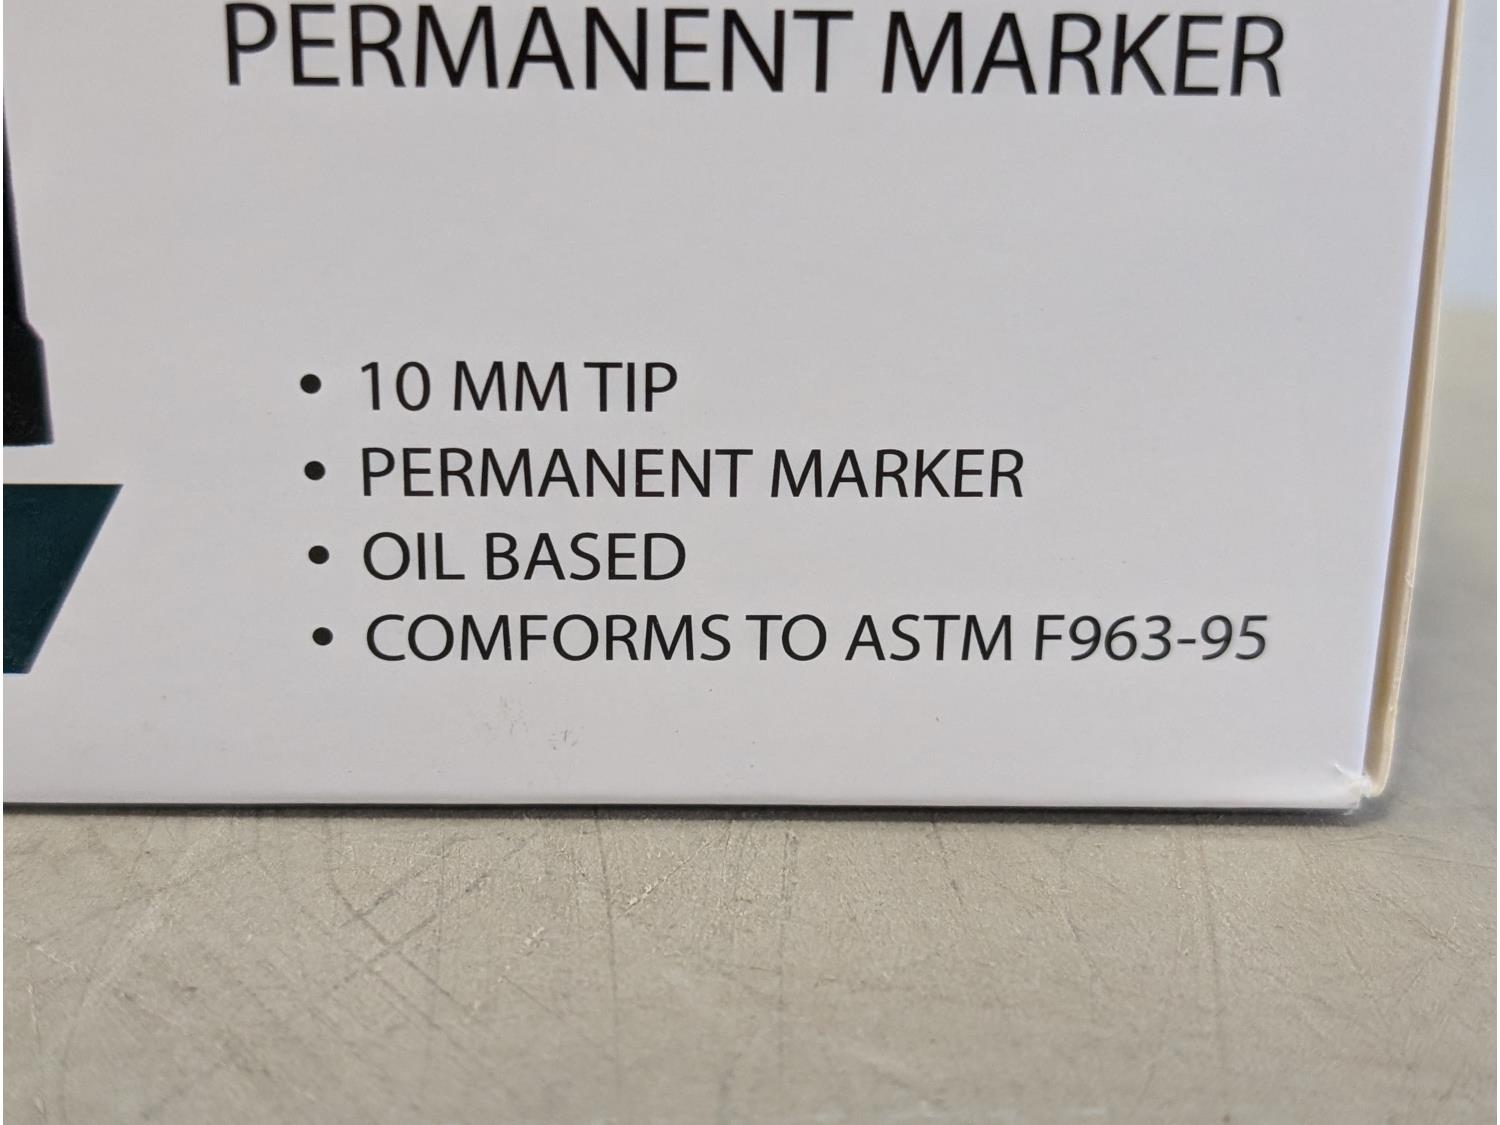 PERMANENT MARKER
• 10 MM TIP
• PERMANENT MARKER
• OIL BASED
• COMFORMS TO ASTM F963-95